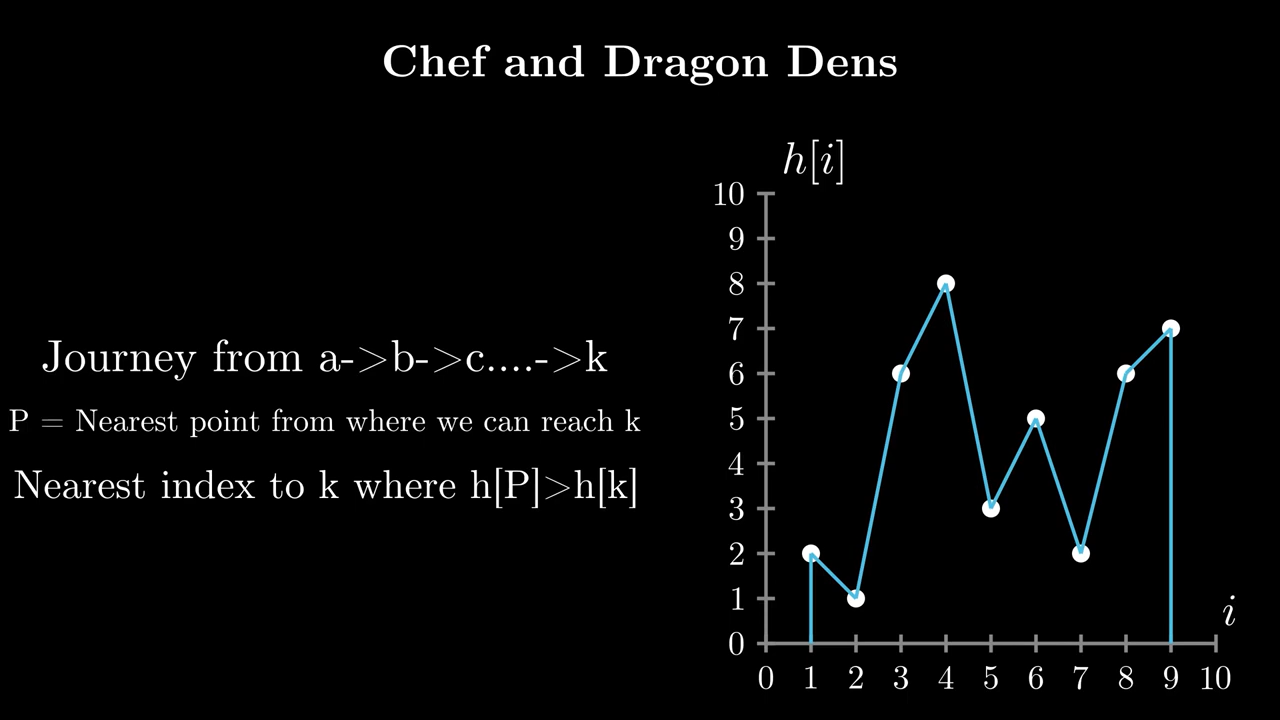 Chef and Dragon Dens
Journey from a->b->c....->k
P = Nearest point from where we can reach k
Nearest index to k where h[P]>h[k]
h[i]
10
9
8
7
6
5
4
3
2
1
0
i
0 1 2 3 4 5 6 7 8 9 10